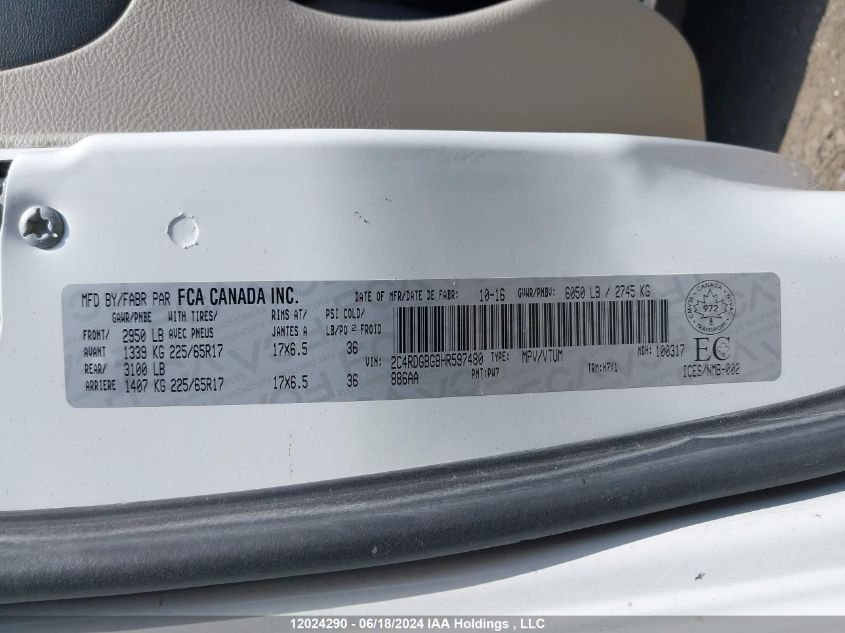 MFD BY/FABR PAR FCA CANADA INC. DATE OF MFR/DATE DE FABR: 10-16 GVWR/PNBV: 6050 LB / 2745 KG
GAWR/PNBE WITH TIRES/ RIMS AT/ PSI COLD/
FRONT/ 2950 LB AVEC PNEUS JANTES A LB/PO 2 FROID
AVANT 1339 KG 225/65R17 17X6.5 36
REAR/ 3100 LB
ARRIERE 1407 KG 225/65R17 17X6.5 36
VIN: 2C4RDGBG8HR597480 TYPE: MPV/VTUM MDH: 100317
886AA PNT: PW7 TRM: H7X1
CANADA
972
TRANSPORTS
EC
ICES/NMB-002
12024290 - 06/18/2024 IAA Holdings , LLC